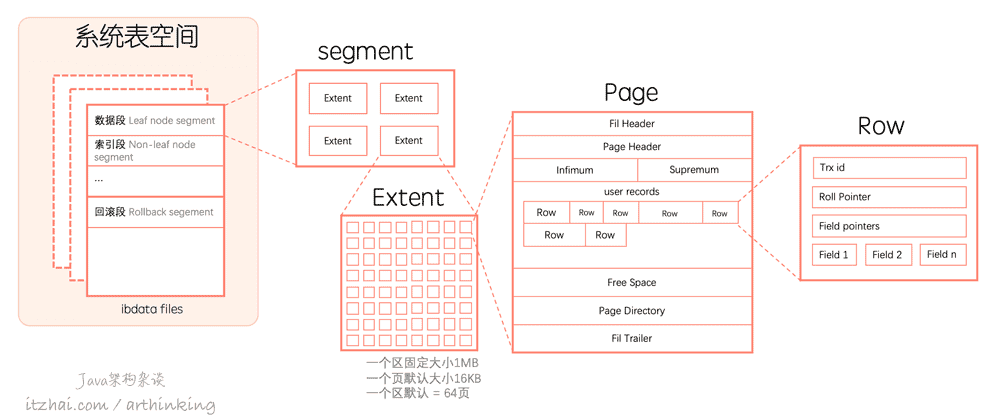 系统表空间
数据段 Leaf node segment
索引段 Non-leaf node
segment
...
回滚段 Rollback segement
ibdata files
segment
Extent Extent
Extent Extent
Extent
一个区固定大小1MB
一个页默认大小16KB
一个区默认 = 64页
Page
Fil Header
Page Header
Infimum Supremum
user records
Row Row Row Row Row
Row Row
Free Space
Page Directory
Fil Trailer
Row
Trx id
Roll Pointer
Field pointers
Field 1 Field 2 Field n
Java架构杂谈
itzhai.com / arthinking